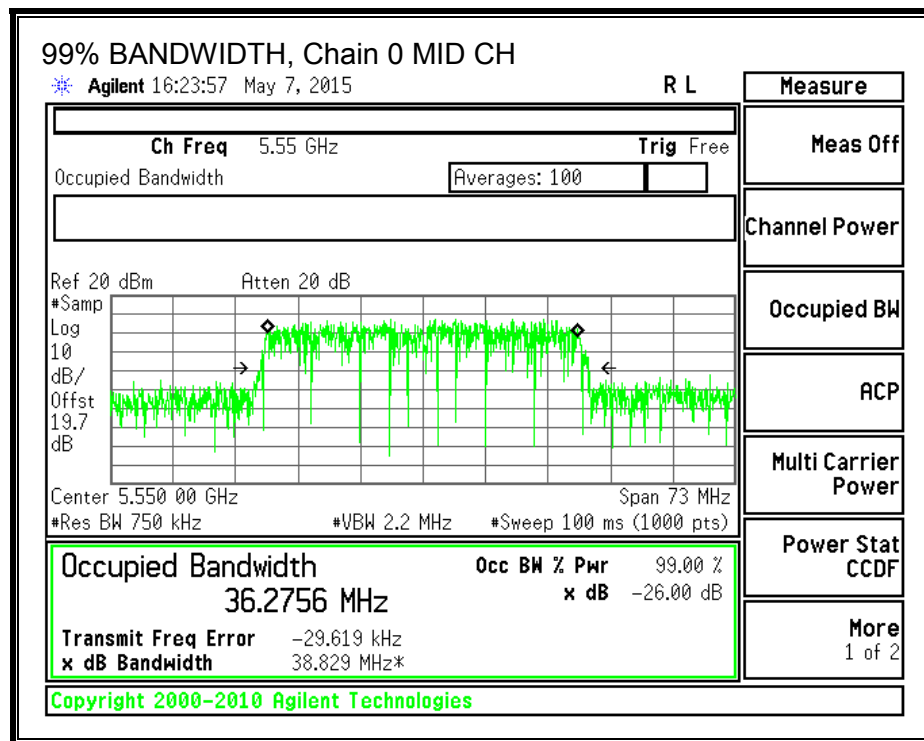 99% BANDWIDTH, Chain 0 MID CH
Agilent 16:23:57 May 7, 2015 R L
Measure
Ch Freq 5.55 GHz Trig Free
Meas Off
Occupied Bandwidth Averages: 100
Channel Power
Ref 20 dBm Atten 20 dB
#Samp
Log
10
dB/
Offst
19.7
dB
Occupied BW
ACP
Center 5.550 00 GHz Span 73 MHz
#Res BW 750 kHz #VBW 2.2 MHz #Sweep 100 ms (1000 pts)
Multi Carrier
Power
Occupied Bandwidth Occ BW % Pwr 99.00 %
36.2756 MHz x dB -26.00 dB
Power Stat
CCDF
Transmit Freq Error -29.619 kHz
x dB Bandwidth 38.829 MHz*
More
1 of 2
Copyright 2000-2010 Agilent Technologies